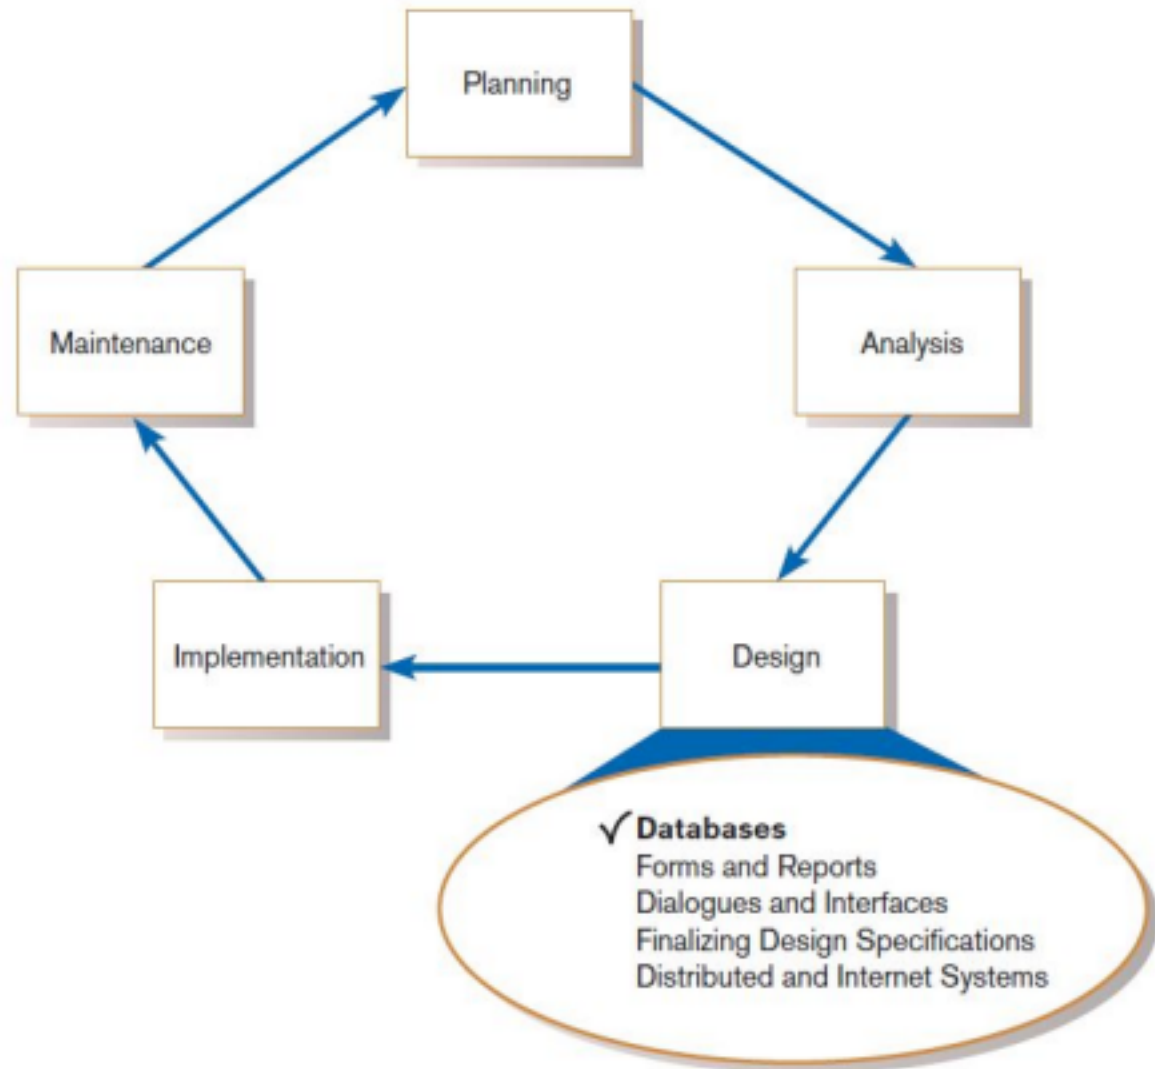 Planning
Maintenance
Analysis
Implementation
Design
✓ Databases
Forms and Reports
Dialogues and Interfaces
Finalizing Design Specifications
Distributed and Internet Systems